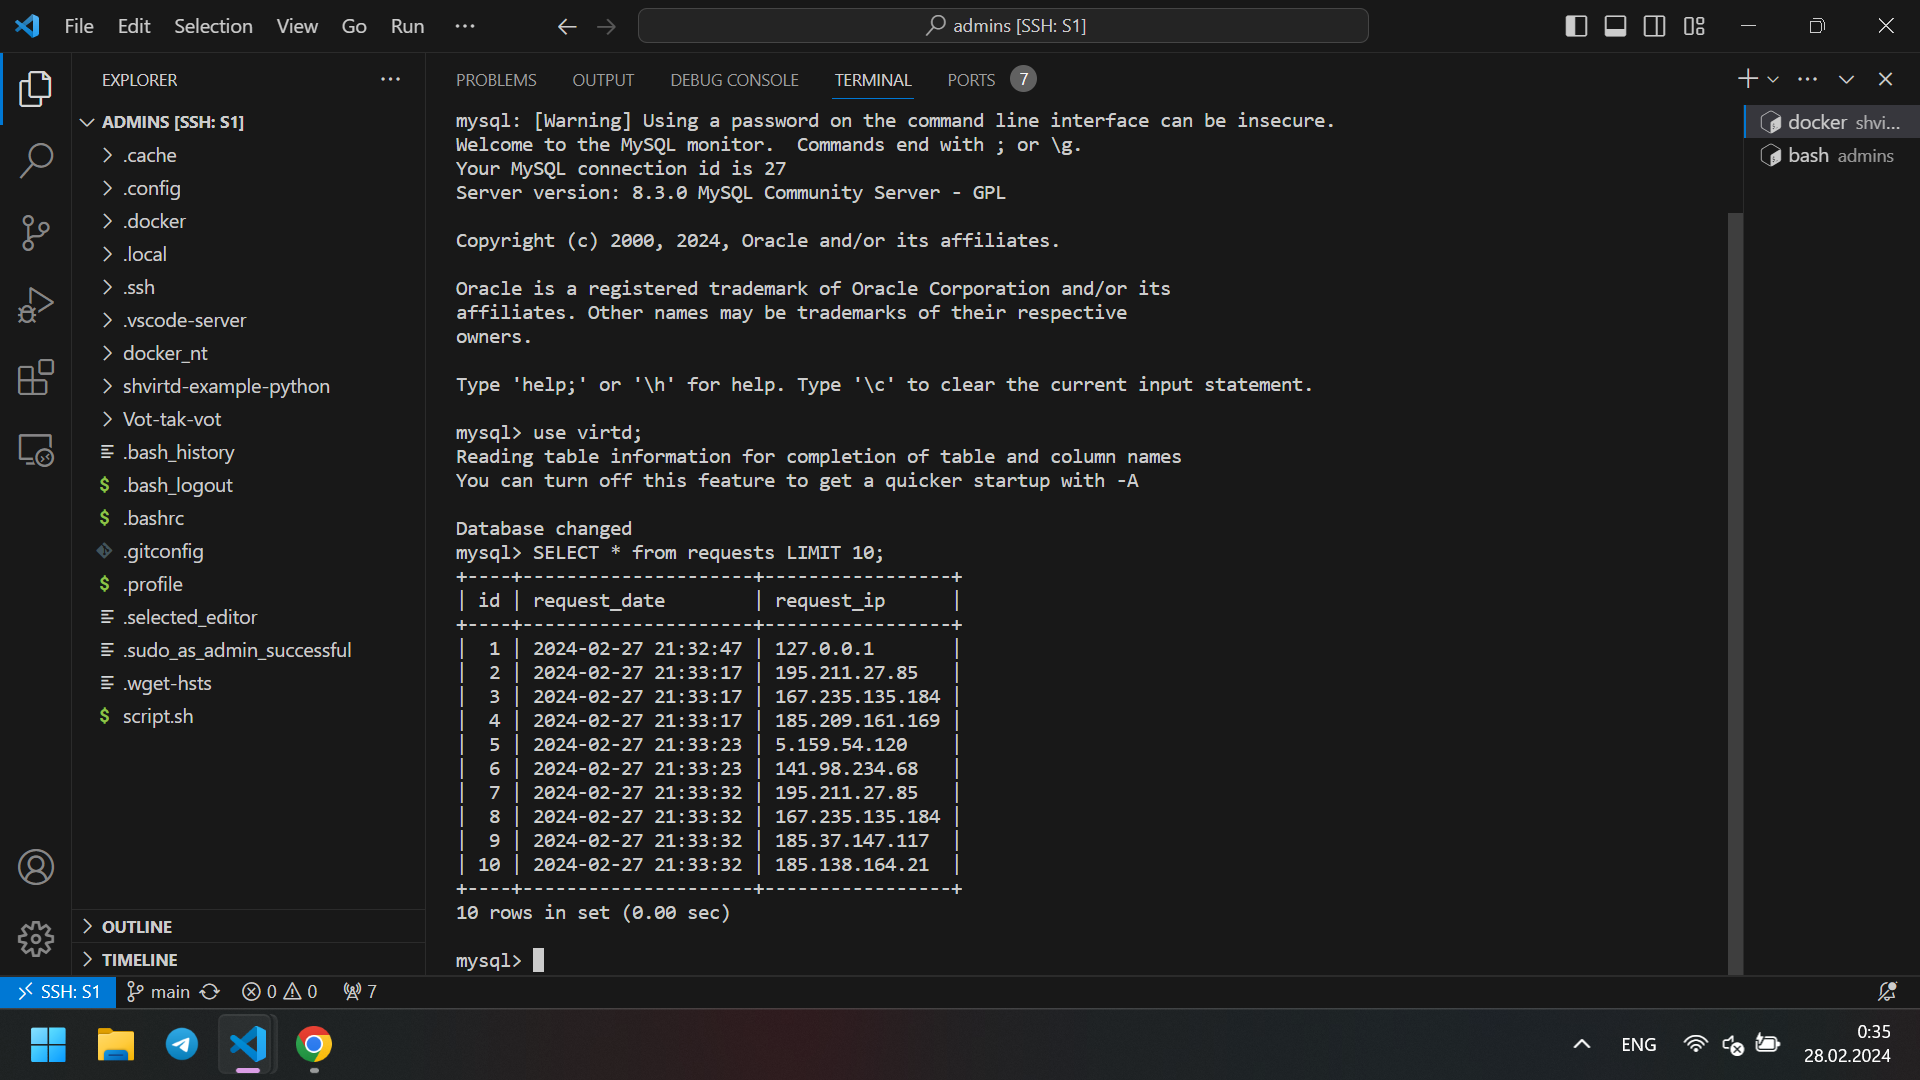 File Edit Selection View Go Run ··· admins [SSH: S1]
EXPLORER ···
ADMINS [SSH: S1]
.cache
.config
.docker
.local
.ssh
.vscode-server
docker_nt
shvirtd-example-python
Vot-tak-vot
.bash_history
.bash_logout
.bashrc
.gitconfig
.profile
.selected_editor
.sudo_as_admin_successful
.wget-hsts
script.sh
OUTLINE
TIMELINE
PROBLEMS OUTPUT DEBUG CONSOLE TERMINAL PORTS 7
mysql: [Warning] Using a password on the command line interface can be insecure.
Welcome to the MySQL monitor.  Commands end with ; or \g.
Your MySQL connection id is 27
Server version: 8.3.0 MySQL Community Server - GPL
Copyright (c) 2000, 2024, Oracle and/or its affiliates.
Oracle is a registered trademark of Oracle Corporation and/or its
affiliates. Other names may be trademarks of their respective
owners.
Type 'help;' or '\h' for help. Type '\c' to clear the current input statement.
mysql> use virtd;
Reading table information for completion of table and column names
You can turn off this feature to get a quicker startup with -A
Database changed
mysql> SELECT * from requests LIMIT 10;
+----+---------------------+-----------------+
| id | request_date        | request_ip      |
+----+---------------------+-----------------+
|  1 | 2024-02-27 21:32:47 | 127.0.0.1       |
|  2 | 2024-02-27 21:33:17 | 195.211.27.85   |
|  3 | 2024-02-27 21:33:17 | 167.235.135.184 |
|  4 | 2024-02-27 21:33:17 | 185.209.161.169 |
|  5 | 2024-02-27 21:33:23 | 5.159.54.120    |
|  6 | 2024-02-27 21:33:23 | 141.98.234.68   |
|  7 | 2024-02-27 21:33:32 | 195.211.27.85   |
|  8 | 2024-02-27 21:33:32 | 167.235.135.184 |
|  9 | 2024-02-27 21:33:32 | 185.37.147.117  |
| 10 | 2024-02-27 21:33:32 | 185.138.164.21  |
+----+---------------------+-----------------+
10 rows in set (0.00 sec)
mysql>
docker shvi...
bash admins
SSH: S1 main 0 0 7
ENG
0:35
28.02.2024